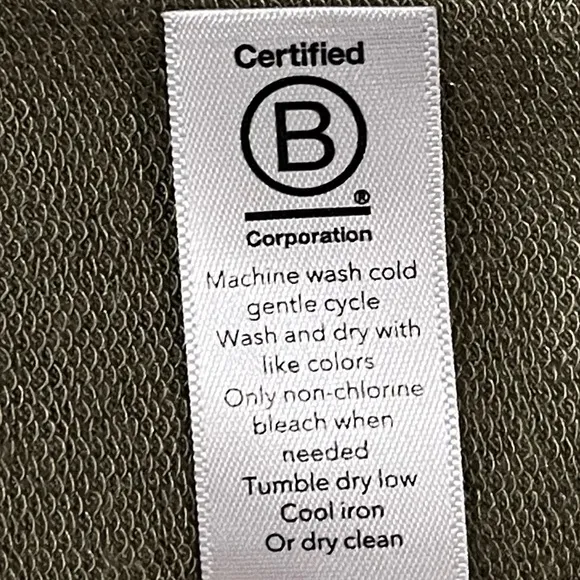 Certified
B
®
Corporation
Machine wash cold
gentle cycle
Wash and dry with
like colors
Only non-chlorine
bleach when
needed
Tumble dry low
Cool iron
Or dry clean